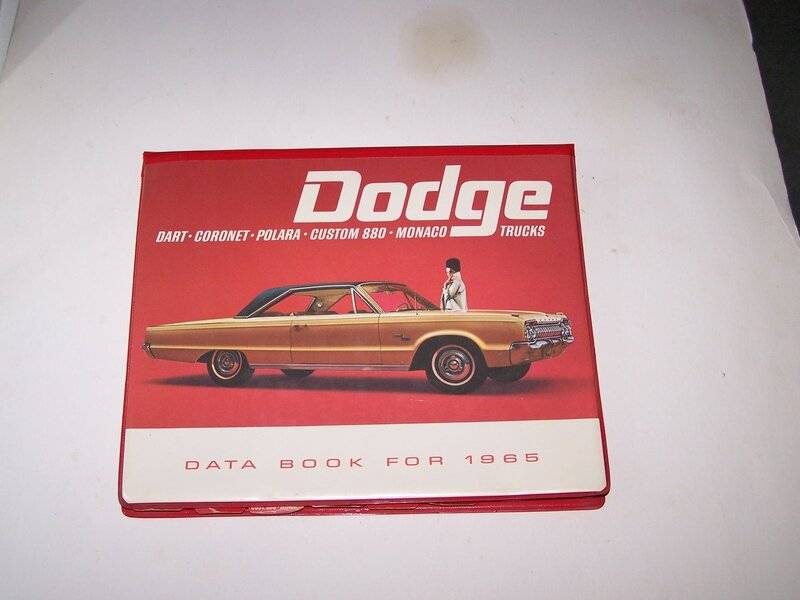 Dodge
DART · CORONET · POLARA · CUSTOM 880 · MONACO TRUCKS
DATA BOOK FOR 1965